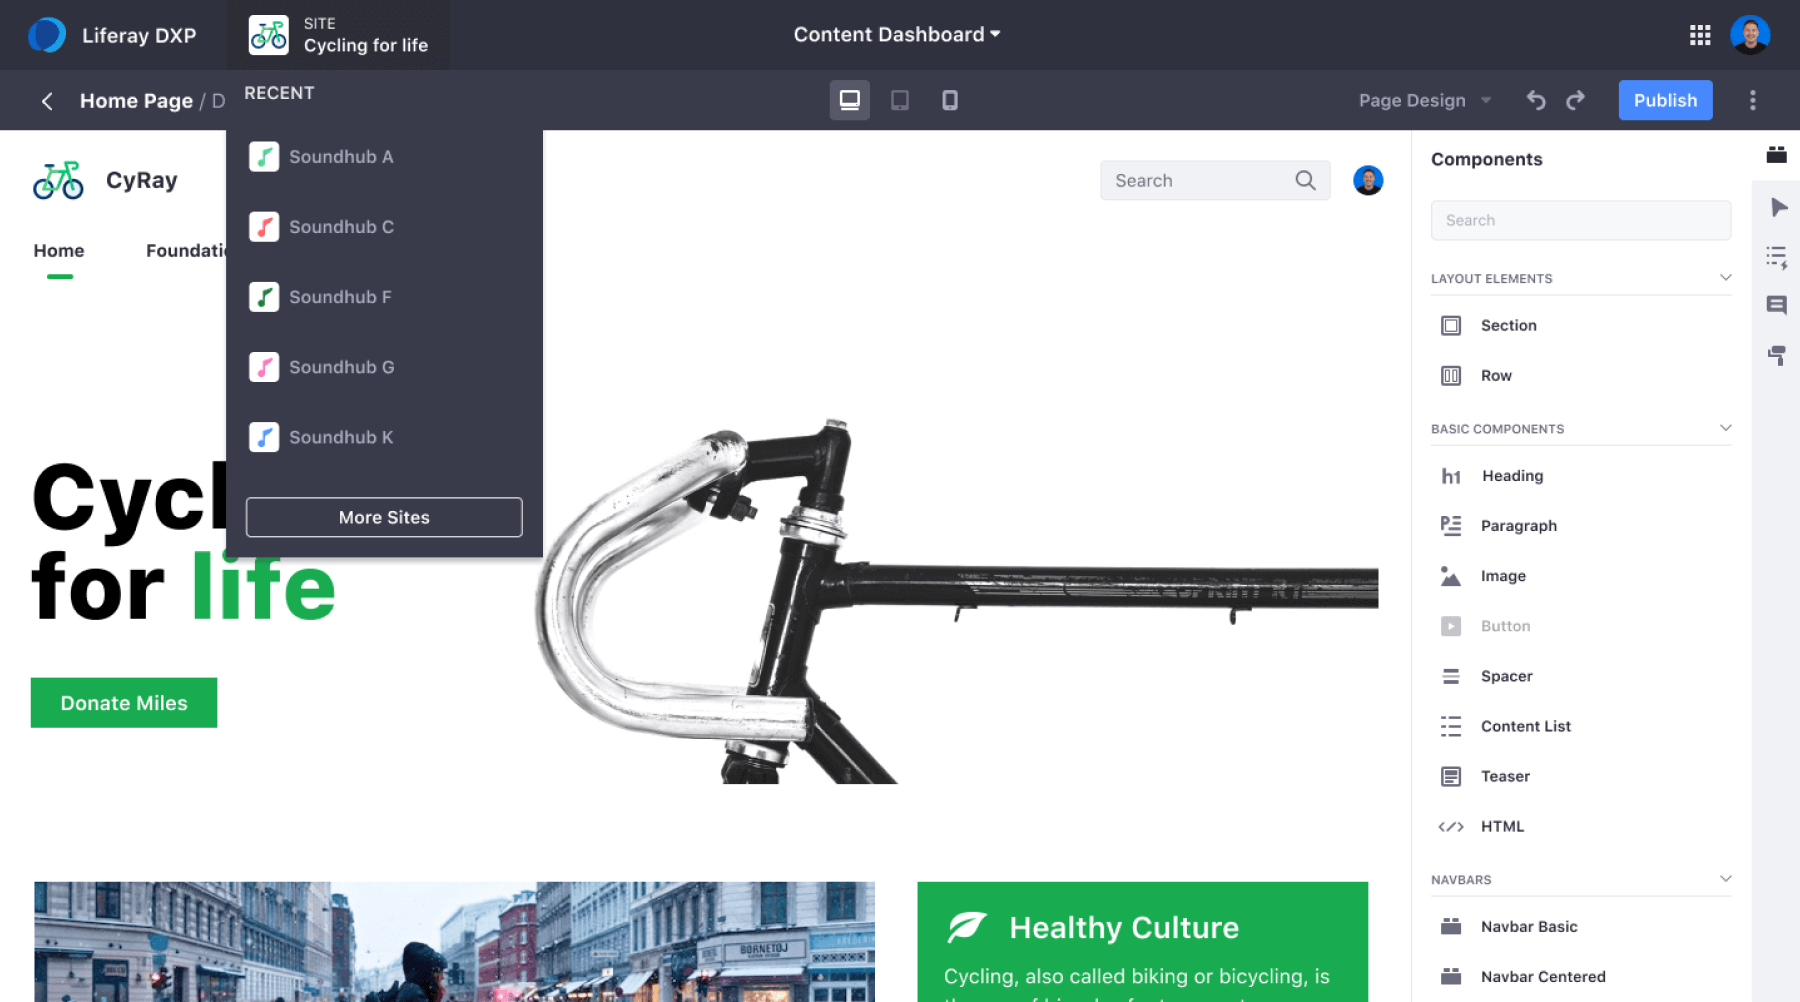 Liferay DXP
SITE
Cycling for life
Content Dashboard
Home Page / D
RECENT
Page Design
Publish
Soundhub A
Soundhub C
Soundhub F
Soundhub G
Soundhub K
More Sites
CyRay
Search
Home
Foundati
Cycl
for life
Donate Miles
Components
Search
LAYOUT ELEMENTS
Section
Row
BASIC COMPONENTS
h1 Heading
Paragraph
Image
Button
Spacer
Content List
Teaser
HTML
NAVBARS
Navbar Basic
Navbar Centered
BORNETOJ
Healthy Culture
Cycling, also called biking or bicycling, is